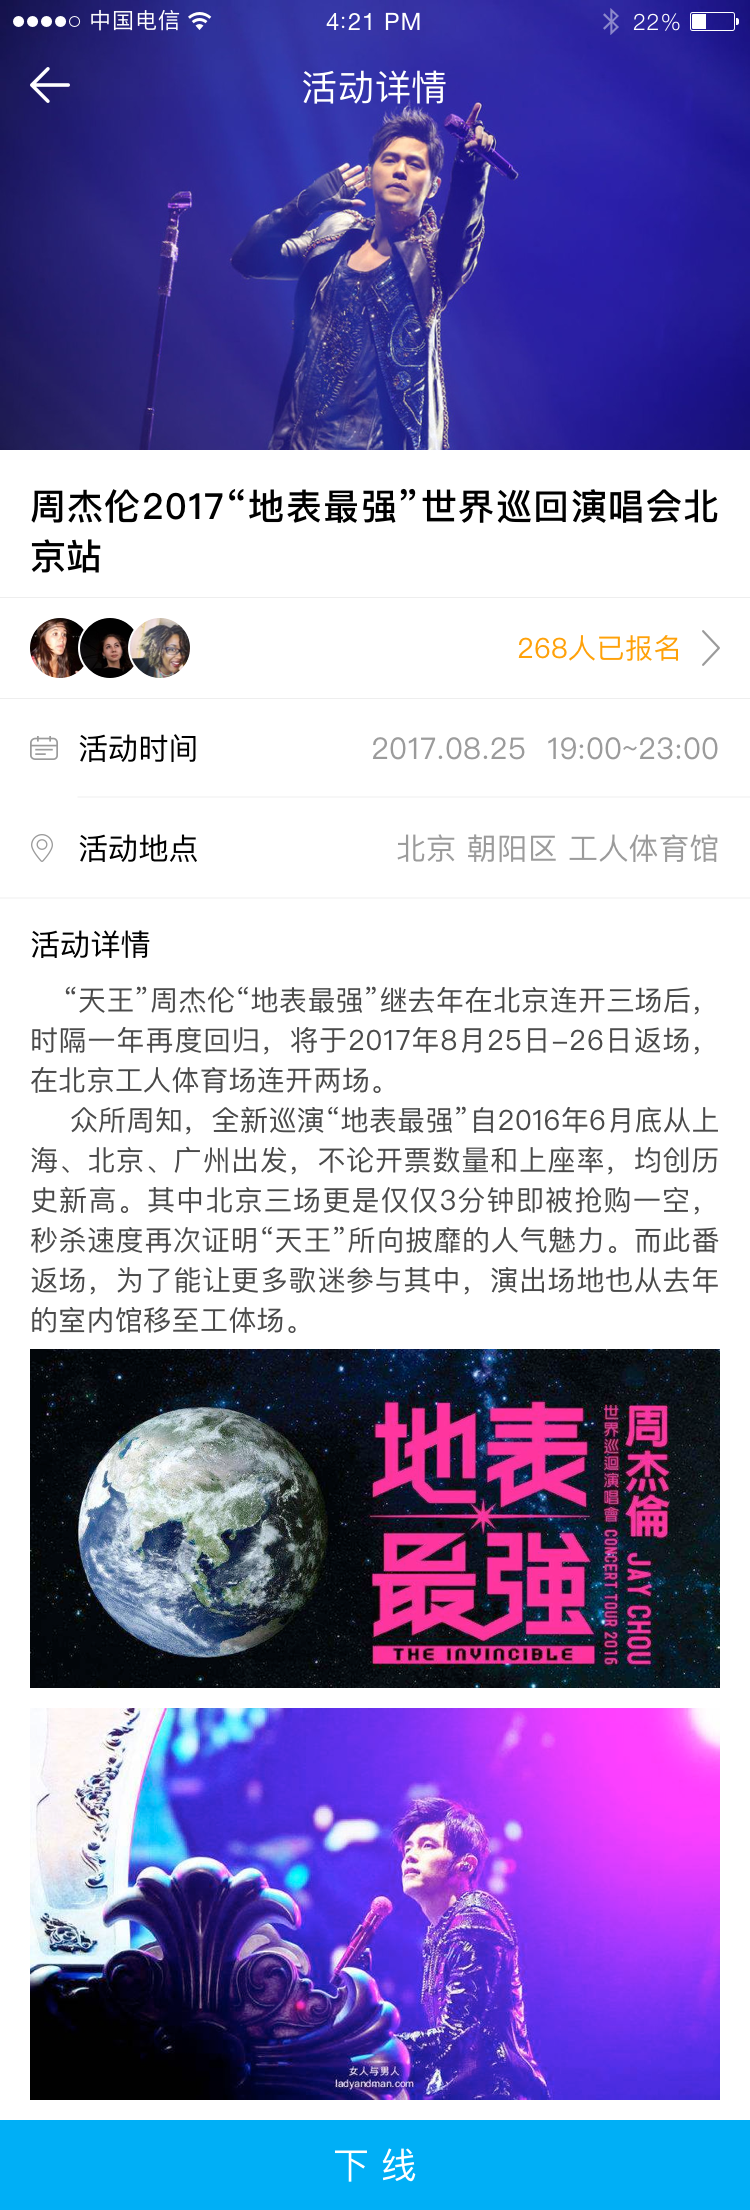 中国电信
4:21 PM
22%
活动详情
周杰伦2017“地表最强”世界巡回演唱会北
京站
268人已报名
活动时间
2017.08.25 19:00~23:00
活动地点
北京 朝阳区 工人体育馆
活动详情
“天王”周杰伦“地表最强”继去年在北京连开三场后，
时隔一年再度回归，将于2017年8月25日-26日返场，
在北京工人体育场连开两场。
众所周知，全新巡演“地表最强”自2016年6月底从上
海、北京、广州出发，不论开票数量和上座率，均创历
史新高。其中北京三场更是仅仅3分钟即被抢购一空，
秒杀速度再次证明“天王”所向披靡的人气魅力。而此番
返场，为了能让更多歌迷参与其中，演出场地也从去年
的室内馆移至工体场。
地表
最強
THE INVINCIBLE
世界巡迴演唱會 CONCERT TOUR 2016
周杰倫 JAY CHOU
女人与男人
ladyandman.com
下 线